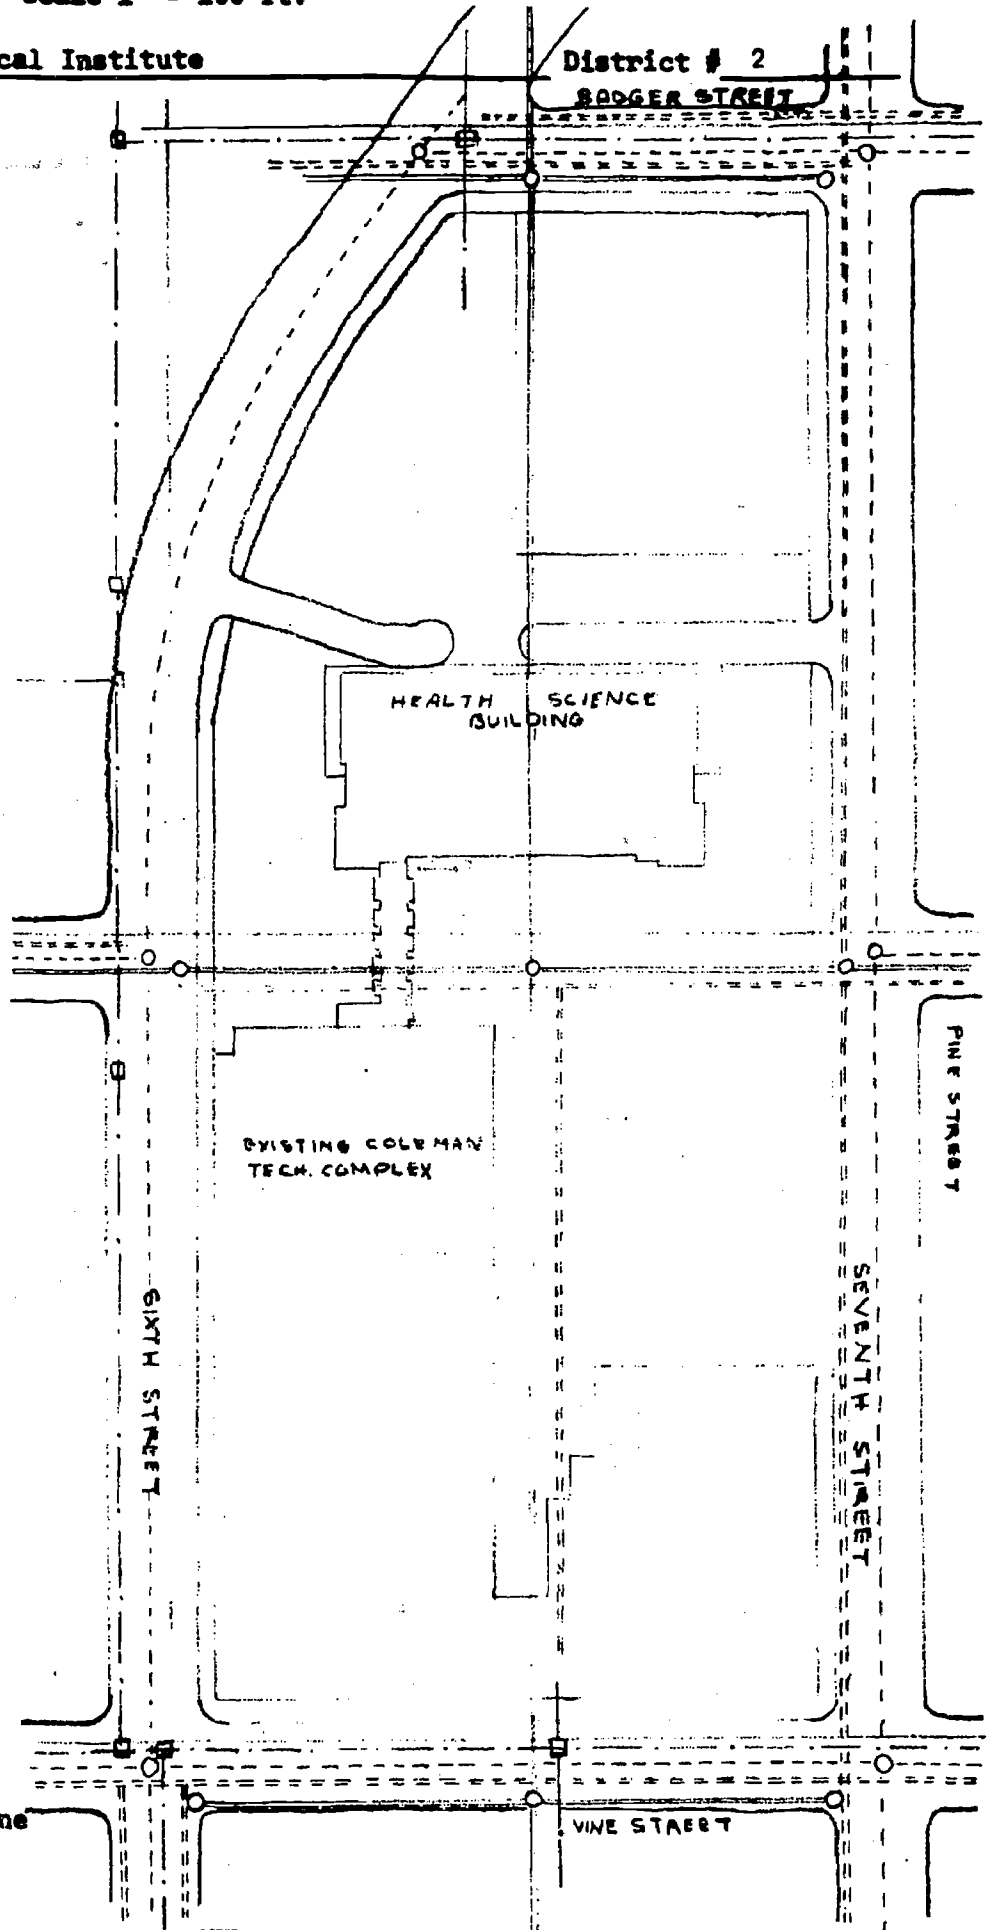 cal Institute
District # 2
BADGER STREET
HEALTH SCIENCE
BUILDING
PINE STREET
EXISTING COLEMAN
TECH. COMPLEX
SIXTH STREET
SEVENTH STREET
ne
VINE STREET